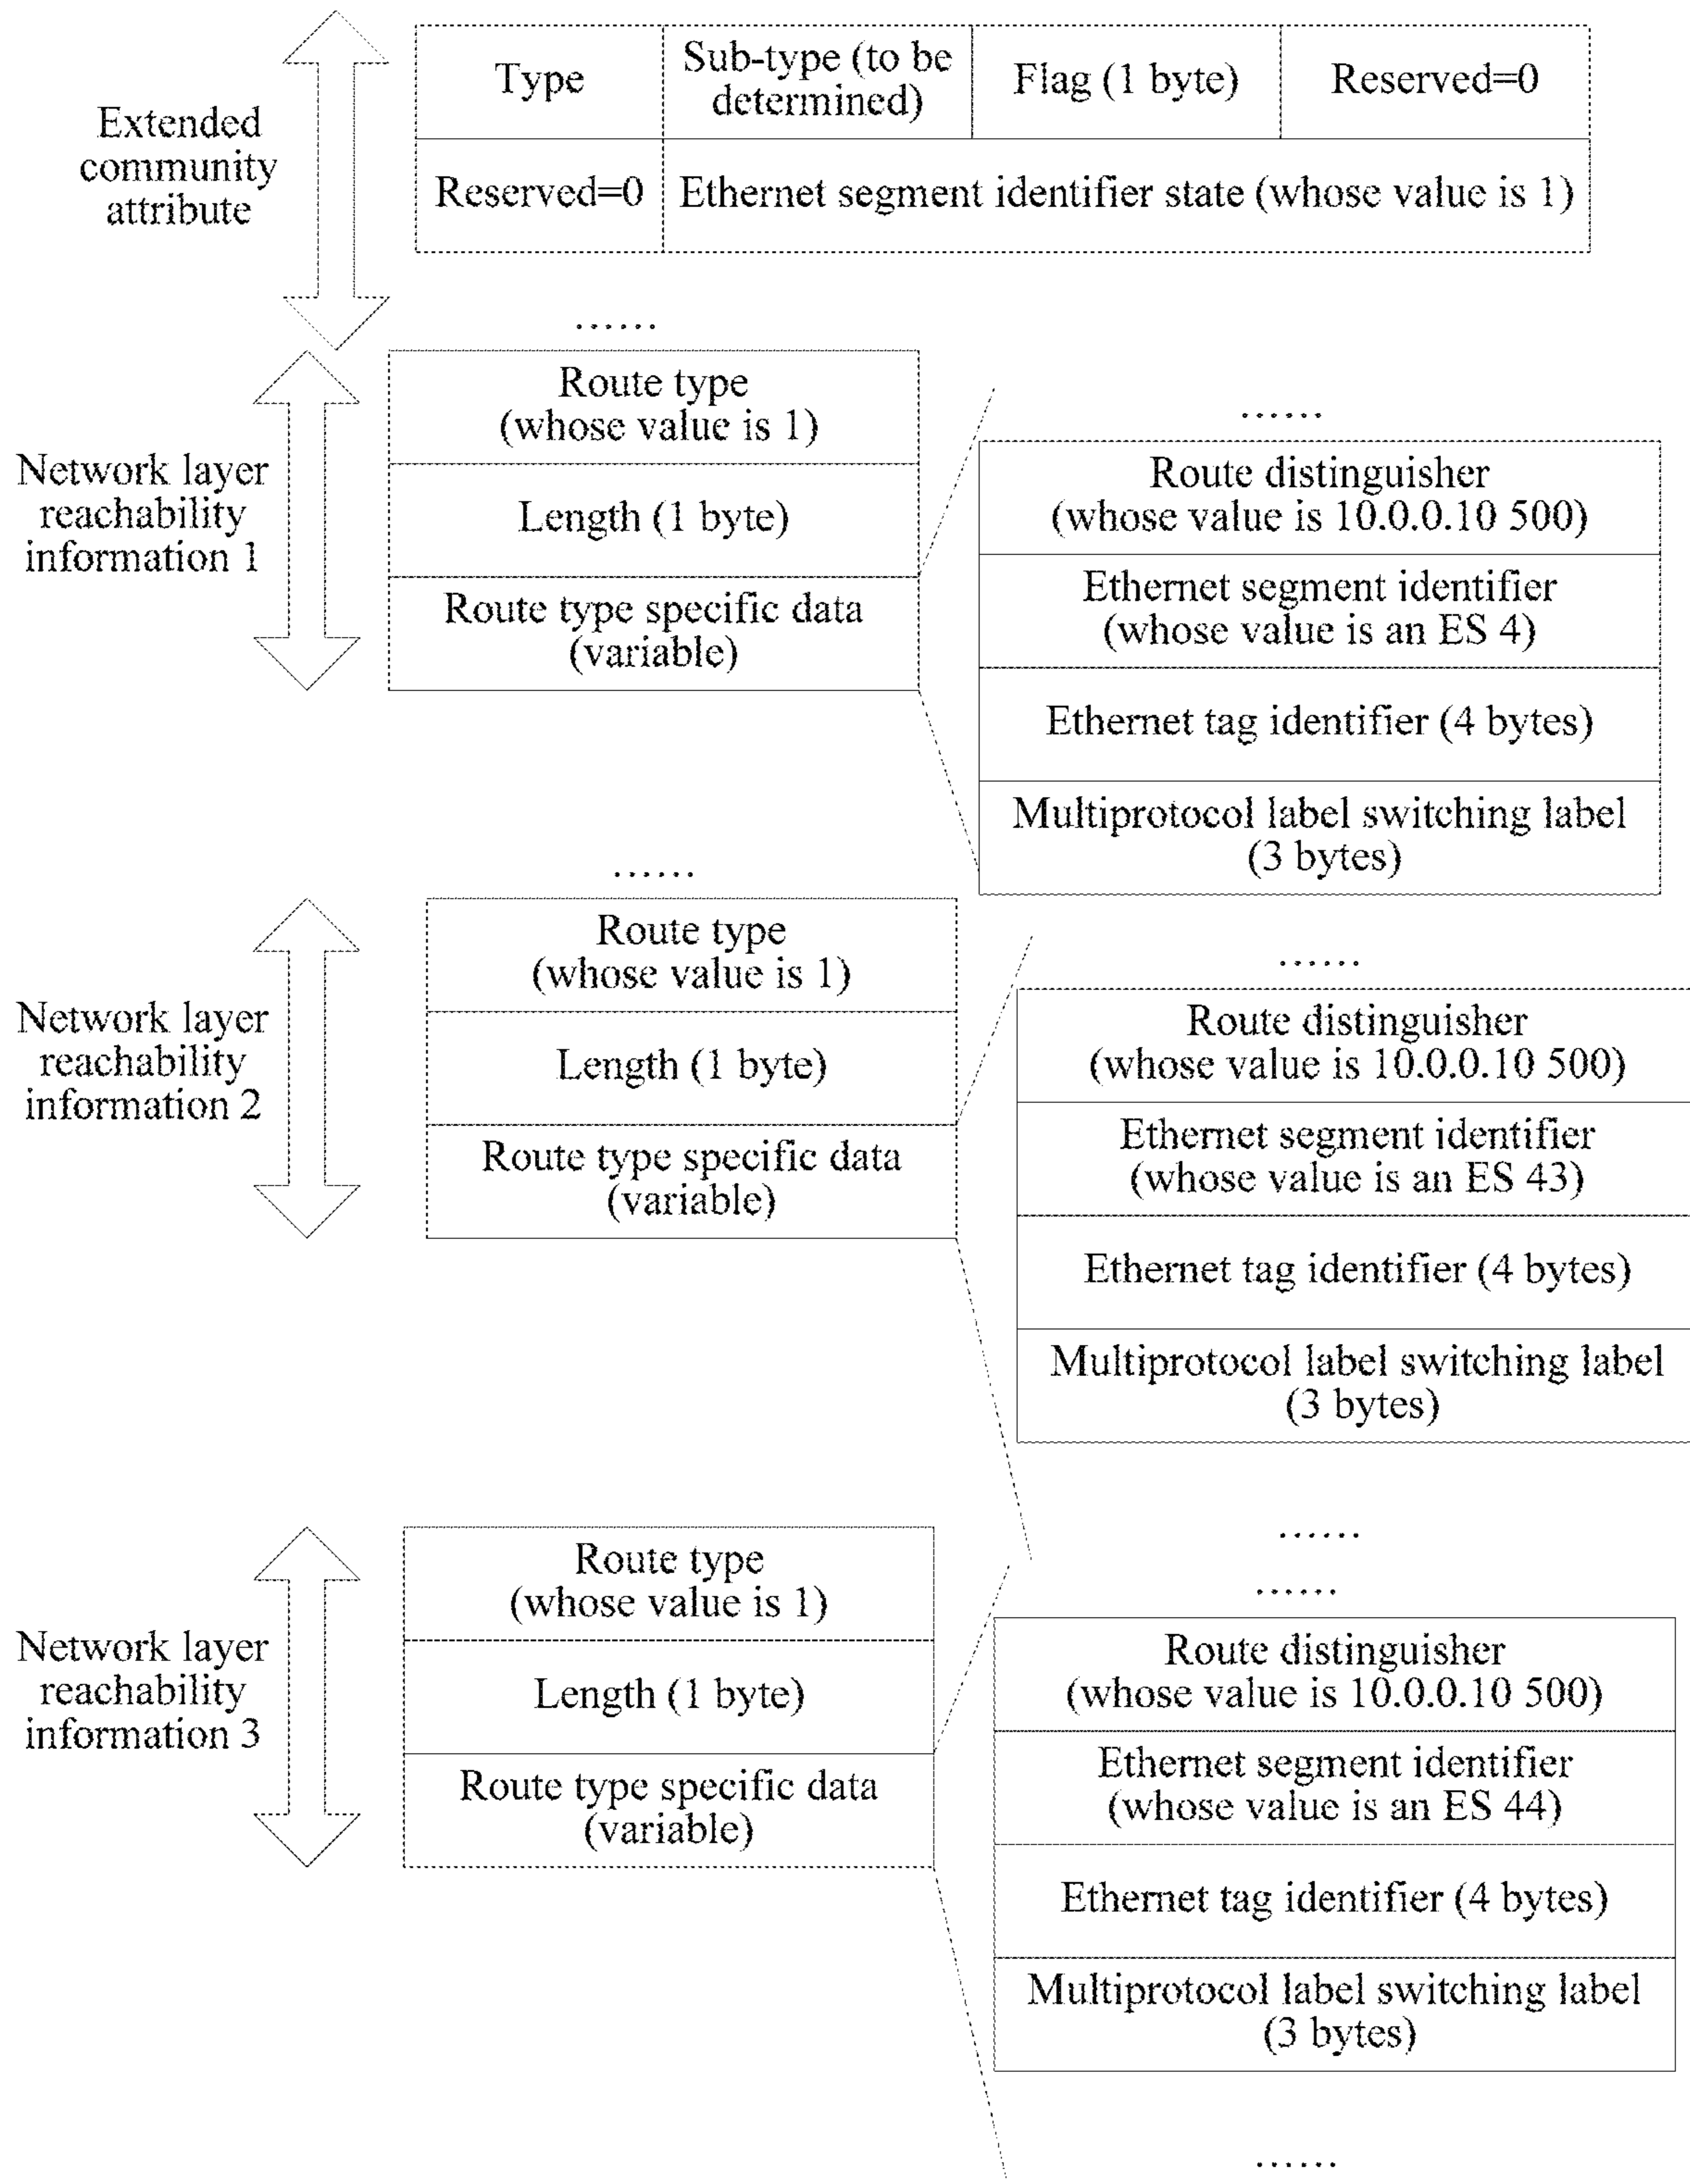 Extended
community
attribute
Type
Sub-type (to be
determined)
Flag (1 byte)
Reserved=0
Reserved=0
Ethernet segment identifier state (whose value is 1)
......
Network layer
reachability
information 1
Route type
(whose value is 1)
Length (1 byte)
Route type specific data
(variable)
......
Route distinguisher
(whose value is 10.0.0.10 500)
Ethernet segment identifier
(whose value is an ES 4)
Ethernet tag identifier (4 bytes)
Multiprotocol label switching label
(3 bytes)
......
Network layer
reachability
information 2
Route type
(whose value is 1)
Length (1 byte)
Route type specific data
(variable)
......
Route distinguisher
(whose value is 10.0.0.10 500)
Ethernet segment identifier
(whose value is an ES 43)
Ethernet tag identifier (4 bytes)
Multiprotocol label switching label
(3 bytes)
......
Network layer
reachability
information 3
Route type
(whose value is 1)
Length (1 byte)
Route type specific data
(variable)
......
Route distinguisher
(whose value is 10.0.0.10 500)
Ethernet segment identifier
(whose value is an ES 44)
Ethernet tag identifier (4 bytes)
Multiprotocol label switching label
(3 bytes)
......